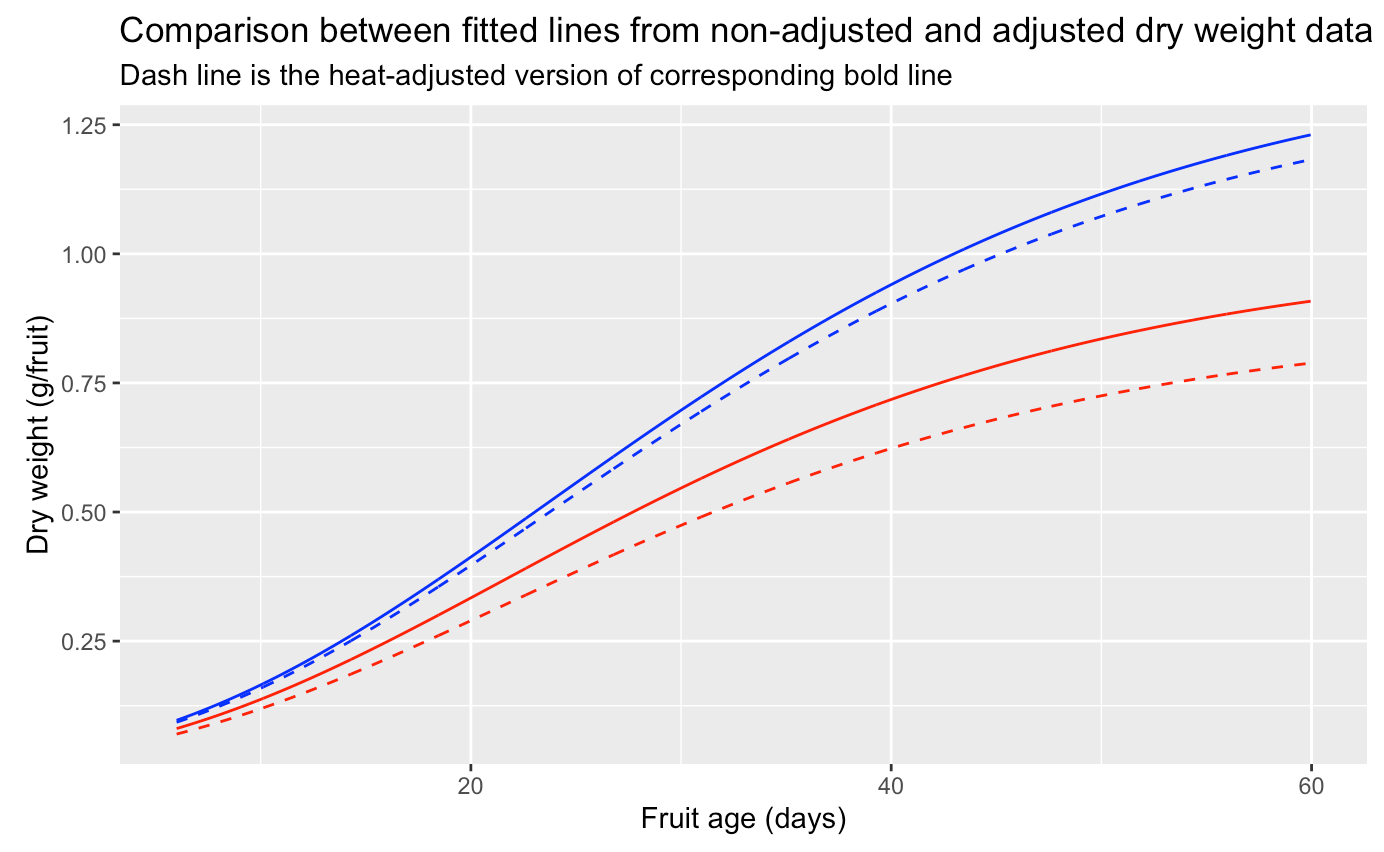 Comparison between fitted lines from non-adjusted and adjusted dry weight data
Dash line is the heat-adjusted version of corresponding bold line
1.25
1.00
0.75
0.50
0.25
Dry weight (g/fruit)
20
40
60
Fruit age (days)